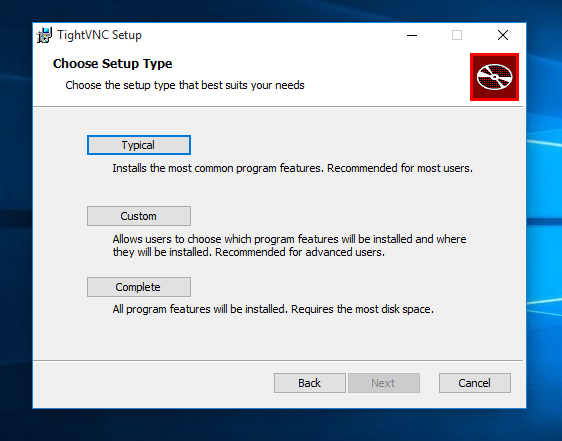 TightVNC Setup
Choose Setup Type
Choose the setup type that best suits your needs
Typical
Installs the most common program features. Recommended for most users.
Custom
Allows users to choose which program features will be installed and where
they will be installed. Recommended for advanced users.
Complete
All program features will be installed. Requires the most disk space.
Back
Next
Cancel